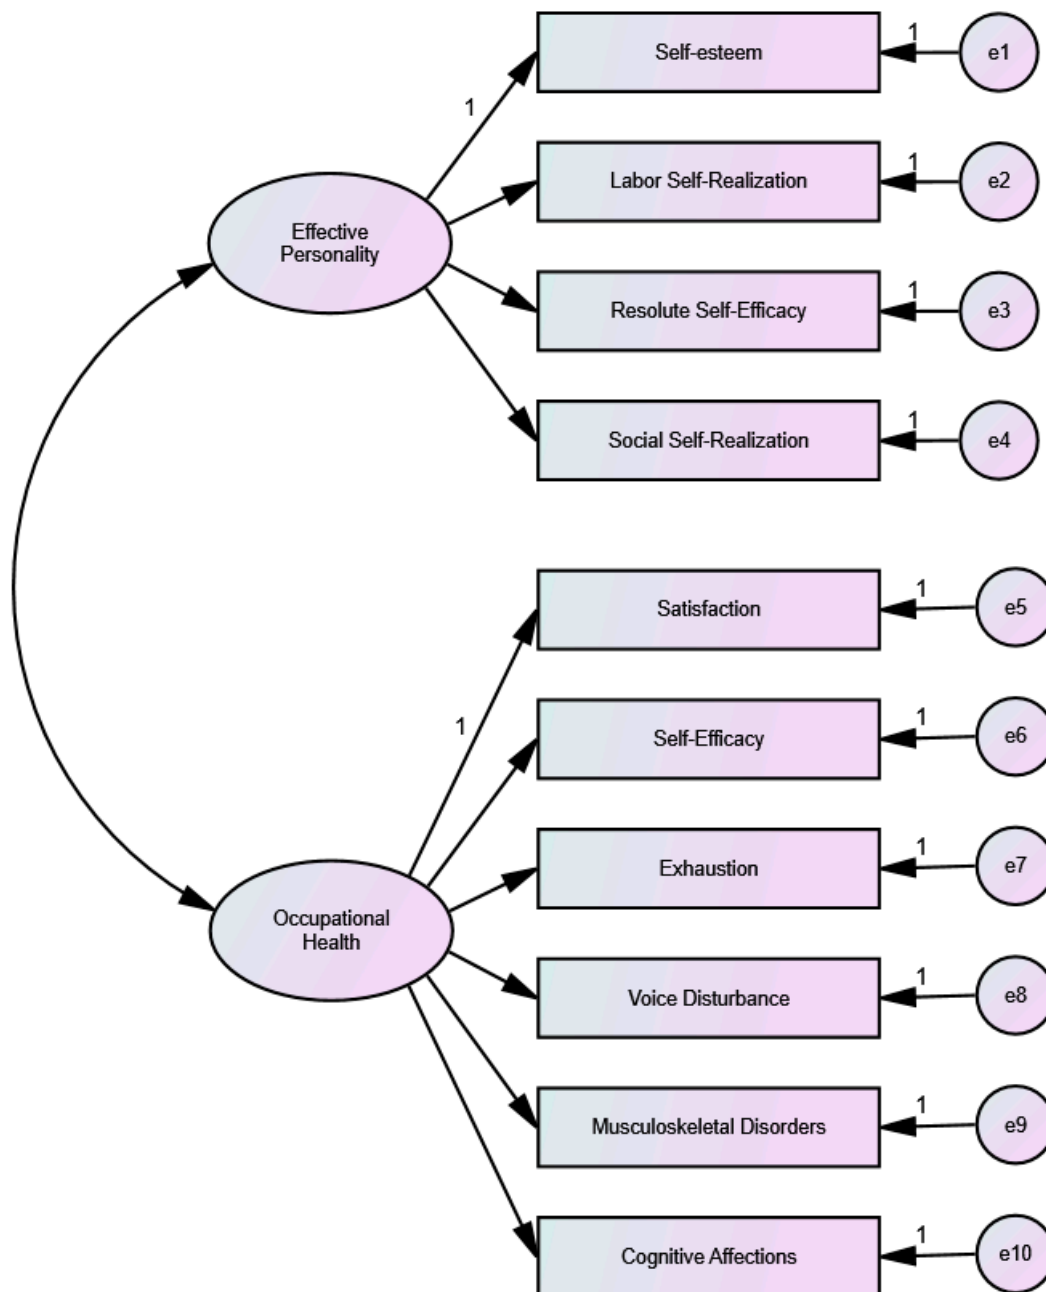 1
Self-esteem
1
e1
Labor Self-Realization
1
e2
Effective
Personality
Resolute Self-Efficacy
1
e3
Social Self-Realization
1
e4
1
Satisfaction
1
e5
Self-Efficacy
1
e6
Exhaustion
1
e7
Occupational
Health
Voice Disturbance
1
e8
Musculoskeletal Disorders
1
e9
Cognitive Affections
1
e10